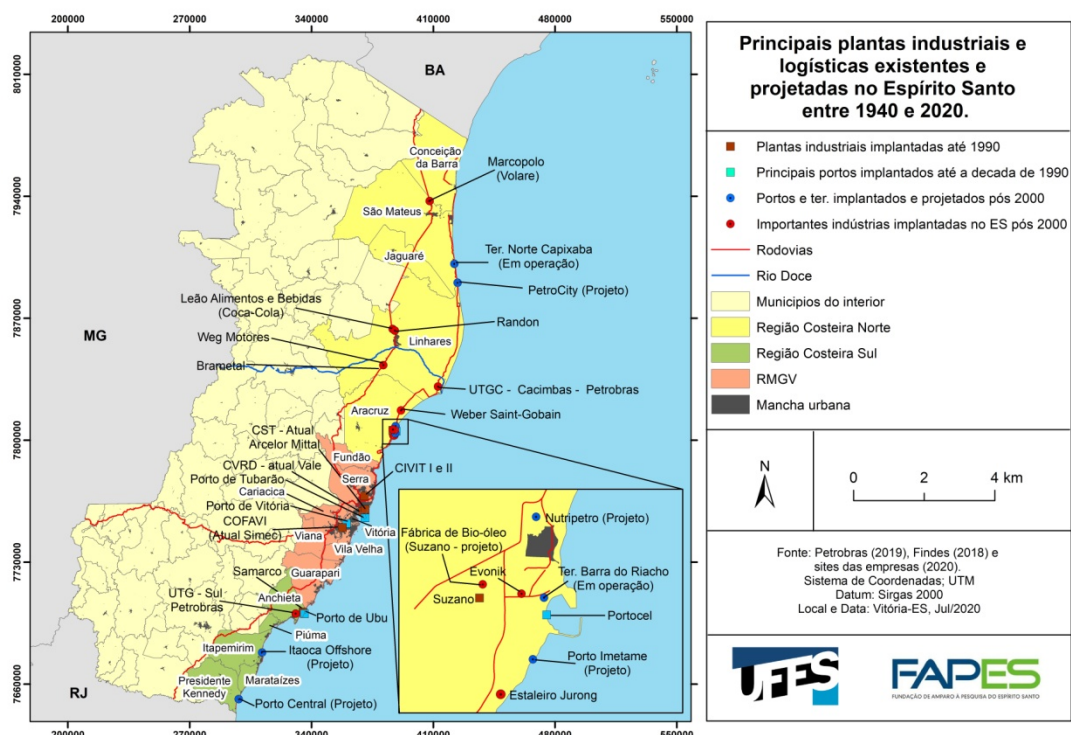 200000
270000
340000
410000
480000
550000
8010000
7940000
7870000
7800000
7730000
7660000
BA
MG
RJ
Conceição
da Barra
Marcopolo
(Volare)
São Mateus
Jaguaré
Ter. Norte Capixaba
(Em operação)
PetroCity (Projeto)
Leão Alimentos e Bebidas
(Coca-Cola)
Randon
Weg Motores
Linhares
Brametal
UTGC - Cacimbas - Petrobras
Weber Saint-Gobain
Aracruz
CST - Atual
Arcelor Mittal
Fundão
CVRD - atual Vale
CIVIT I e II
Serra
Porto de Tubarão
Cariacica
Porto de Vitória
Vitória
COFAVI
(Atual Simec)
Viana
Vila Velha
Samarco
Guarapari
UTG - Sul
Petrobras
Anchieta
Porto de Ubu
Piúma
Itapemirim
Itaoca Offshore
(Projeto)
Presidente
Kennedy
Marataízes
Porto Central (Projeto)
Nutripetro (Projeto)
Fábrica de Bio-óleo
(Suzano - projeto)
Evonik
Ter. Barra do Riacho
(Em operação)
Suzano
Portocel
Porto Imetame
(Projeto)
Estaleiro Jurong
200000
270000
340000
410000
480000
550000
Principais plantas industriais e
logísticas existentes e
projetadas no Espírito Santo
entre 1940 e 2020.
Plantas industriais implantadas até 1990
Principais portos implantados até a decada de 1990
Portos e ter. implantados e projetados pós 2000
Importantes indústrias implantadas no ES pós 2000
Rodovias
Rio Doce
Municipios do interior
Região Costeira Norte
Região Costeira Sul
RMGV
Mancha urbana
N
0 2 4 km
Fonte: Petrobras (2019), Findes (2018) e
sites das empresas (2020).
Sistema de Coordenadas; UTM
Datum: Sirgas 2000
Local e Data: Vitória-ES, Jul/2020
UFES
FAPES
FUNDAÇÃO DE AMPARO À PESQUISA DO ESPÍRITO SANTO